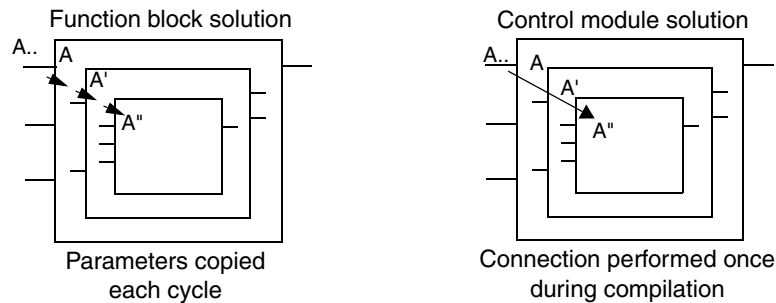 Function block solution
A..
A
A'
A"
Parameters copied
each cycle
Control module solution
A..
A
A'
A"
Connection performed once
during compilation